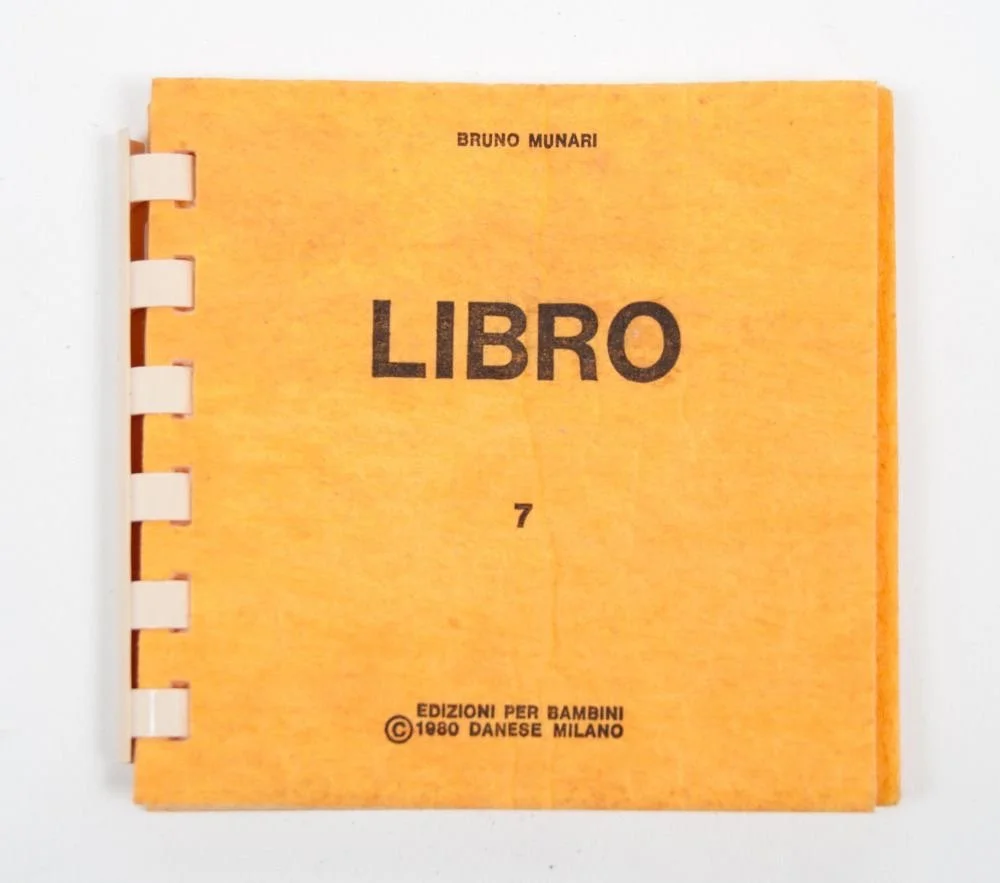 BRUNO MUNARI
LIBRO
7
EDIZIONI PER BAMBINI
©1980 DANESE MILANO